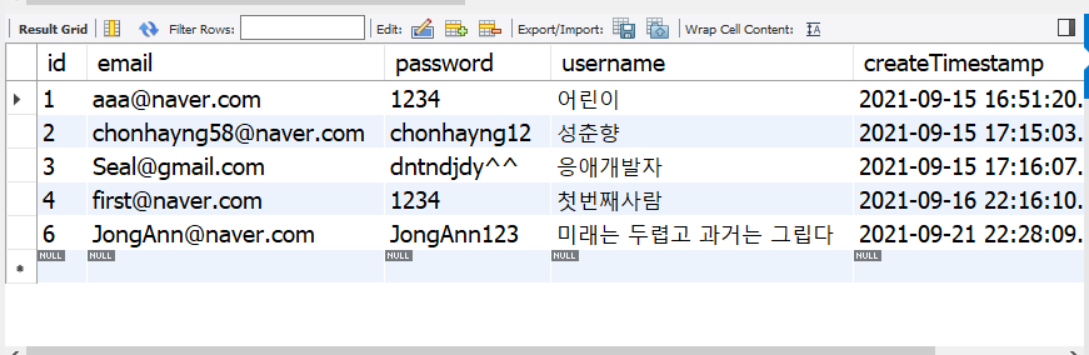 Result Grid Filter Rows: Edit: Export/Import: Wrap Cell Content:
id email password username createTimestamp
1 aaa@naver.com 1234 어린이 2021-09-15 16:51:20.
2 chonhayng58@naver.com chonhayng12 성춘향 2021-09-15 17:15:03.
3 Seal@gmail.com dntndjdy^^ 응애개발자 2021-09-15 17:16:07.
4 first@naver.com 1234 첫번째사람 2021-09-16 22:16:10.
6 JongAnn@naver.com JongAnn123 미래는 두렵고 과거는 그립다 2021-09-21 22:28:09.
NULL NULL NULL NULL NULL